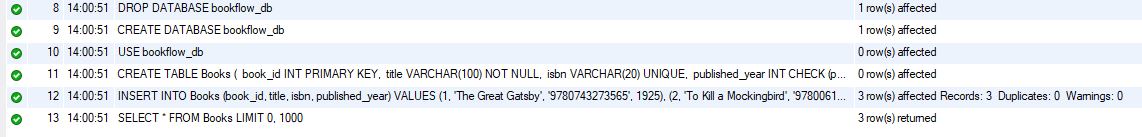 8 14:00:51 DROP DATABASE bookflow_db 1 row(s) affected
9 14:00:51 CREATE DATABASE bookflow_db 1 row(s) affected
10 14:00:51 USE bookflow_db 0 row(s) affected
11 14:00:51 CREATE TABLE Books ( book_id INT PRIMARY KEY, title VARCHAR(100) NOT NULL, isbn VARCHAR(20) UNIQUE, published_year INT CHECK (p... 0 row(s) affected
12 14:00:51 INSERT INTO Books (book_id, title, isbn, published_year) VALUES (1, 'The Great Gatsby', '9780743273565', 1925), (2, 'To Kill a Mockingbird', '9780061... 3 row(s) affected Records: 3 Duplicates: 0 Warnings: 0
13 14:00:51 SELECT * FROM Books LIMIT 0, 1000 3 row(s) returned